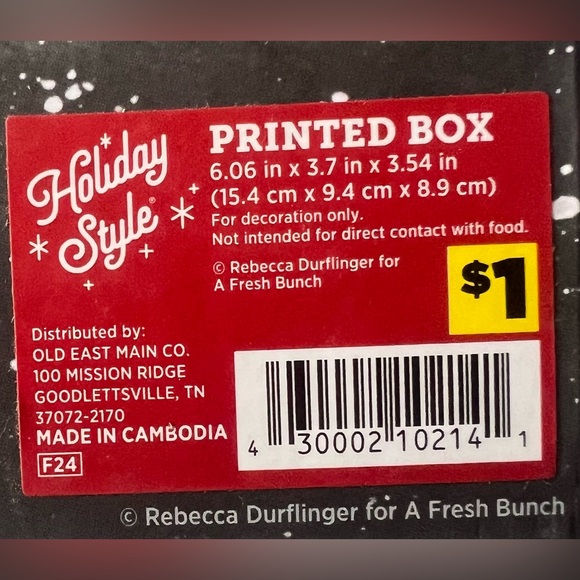 Holiday
Style®
PRINTED BOX
6.06 in x 3.7 in x 3.54 in
(15.4 cm x 9.4 cm x 8.9 cm)
For decoration only.
Not intended for direct contact with food.
© Rebecca Durflinger for
A Fresh Bunch
$1
Distributed by:
OLD EAST MAIN CO.
100 MISSION RIDGE
GOODLETTSVILLE, TN
37072-2170
MADE IN CAMBODIA
F24
4 30002 10214 1
© Rebecca Durflinger for A Fresh Bunch